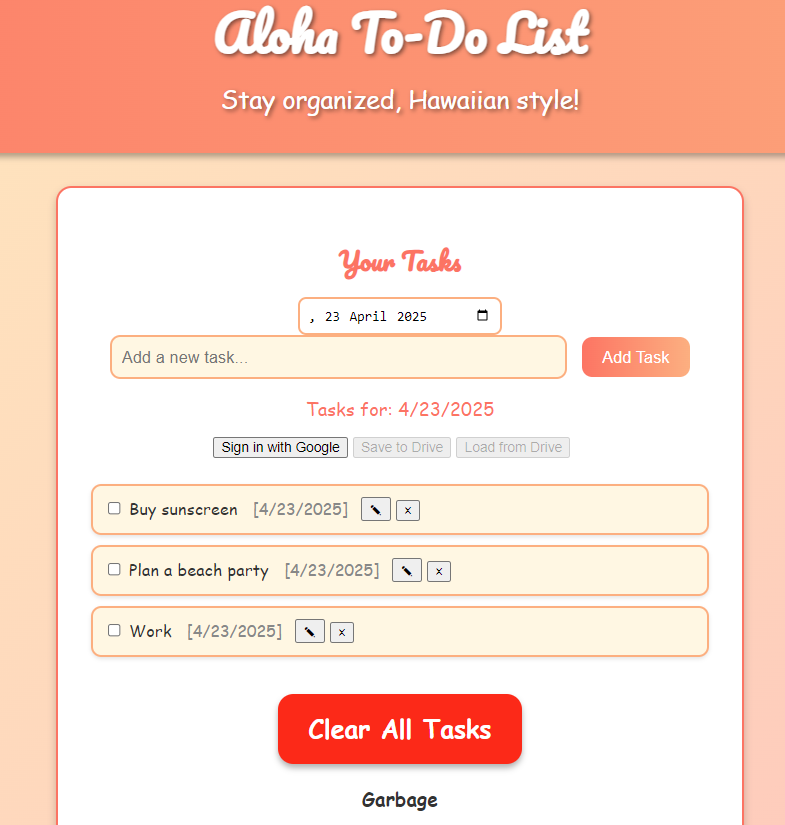 Aloha To-Do List
Stay organized, Hawaiian style!
Your Tasks
, 23 April 2025
Add a new task...
Add Task
Tasks for: 4/23/2025
Sign in with Google Save to Drive Load from Drive
Buy sunscreen [4/23/2025] x
Plan a beach party [4/23/2025] x
Work [4/23/2025] x
Clear All Tasks
Garbage